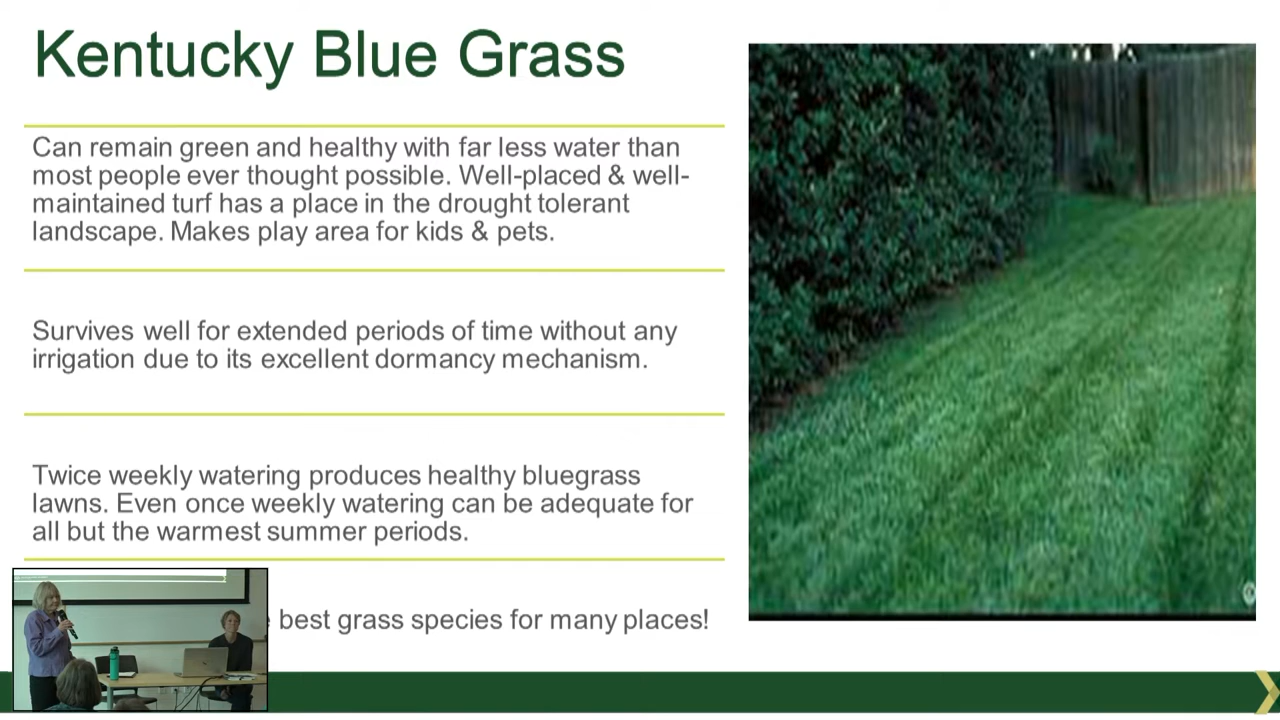 Kentucky Blue Grass
Can remain green and healthy with far less water than
most people ever thought possible. Well-placed & well-
maintained turf has a place in the drought tolerant
landscape. Makes play area for kids & pets.
Survives well for extended periods of time without any
irrigation due to its excellent dormancy mechanism.
Twice weekly watering produces healthy bluegrass
lawns. Even once weekly watering can be adequate for
all but the warmest summer periods.
best grass species for many places!